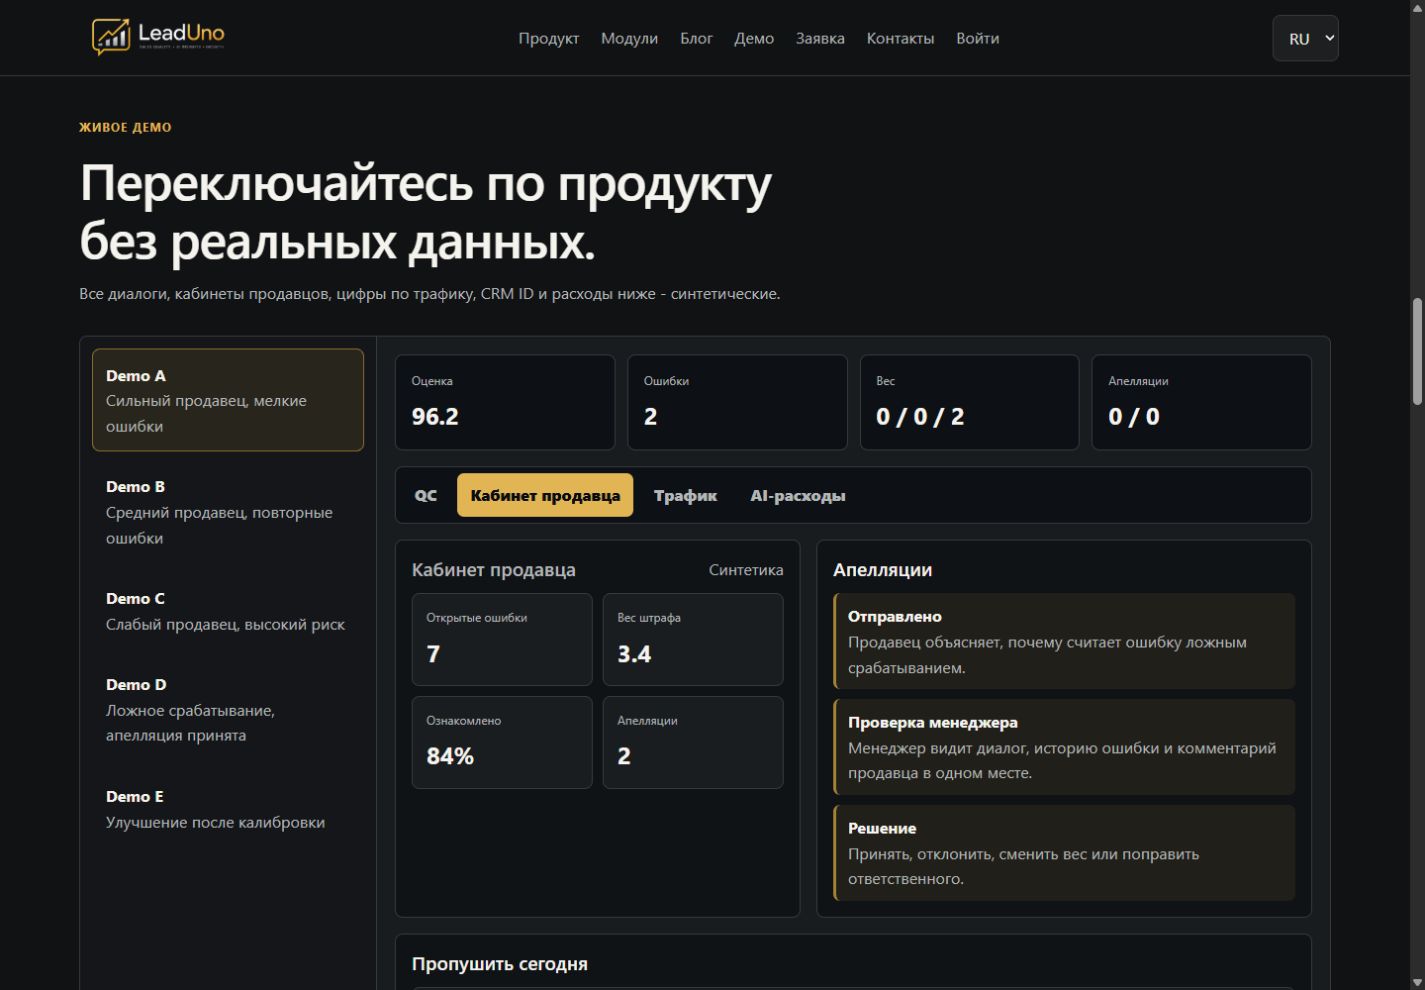 LeadUno
Продукт Модули Блог Демо Заявка Контакты Войти
RU
ЖИВОЕ ДЕМО
Переключайтесь по продукту
без реальных данных.
Все диалоги, кабинеты продавцов, цифры по трафику, CRM ID и расходы ниже - синтетические.
Demo A
Сильный продавец, мелкие
ошибки
Demo B
Средний продавец, повторные
ошибки
Demo C
Слабый продавец, высокий риск
Demo D
Ложное срабатывание,
апелляция принята
Demo E
Улучшение после калибровки
Оценка
96.2
Ошибки
2
Вес
0 / 0 / 2
Апелляции
0 / 0
QC Кабинет продавца Трафик AI-расходы
Кабинет продавца Синтетика
Открытые ошибки
7
Вес штрафа
3.4
Ознакомлено
84%
Апелляции
2
Апелляции
Отправлено
Продавец объясняет, почему считает ошибку ложным
срабатыванием.
Проверка менеджера
Менеджер видит диалог, историю ошибки и комментарий
продавца в одном месте.
Решение
Принять, отклонить, сменить вес или поправить
ответственного.
Пропушить сегодня